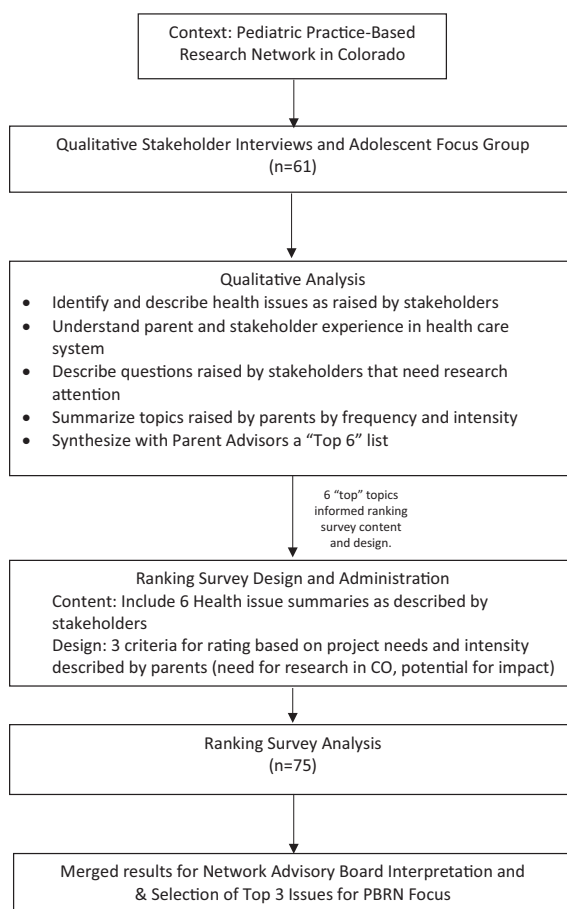 Context: Pediatric Practice-Based
Research Network in Colorado
Qualitative Stakeholder Interviews and Adolescent Focus Group
(n=61)
Qualitative Analysis
• Identify and describe health issues as raised by stakeholders
• Understand parent and stakeholder experience in health care
system
• Describe questions raised by stakeholders that need research
attention
• Summarize topics raised by parents by frequency and intensity
• Synthesize with Parent Advisors a “Top 6” list
6 “top” topics
informed ranking
survey content
and design.
Ranking Survey Design and Administration
Content: Include 6 Health issue summaries as described by
stakeholders
Design: 3 criteria for rating based on project needs and intensity
described by parents (need for research in CO, potential for impact)
Ranking Survey Analysis
(n=75)
Merged results for Network Advisory Board Interpretation and
& Selection of Top 3 Issues for PBRN Focus